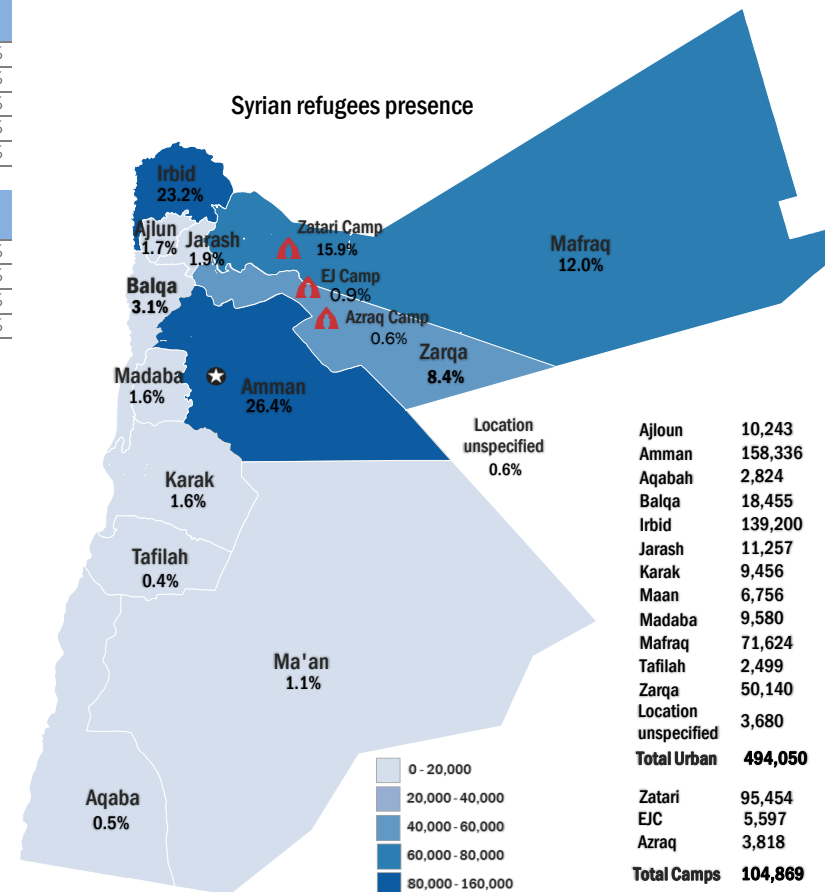 Syrian refugees presence
Irbid
23.2%
Ajlun
1.7%
Jarash
1.9%
Zatari Camp
15.9%
Mafraq
12.0%
EJ Camp
0.9%
Balqa
3.1%
Azraq Camp
0.6%
Zarqa
8.4%
Madaba
1.6%
Amman
26.4%
Location
unspecified
0.6%
Karak
1.6%
Tafilah
0.4%
Ma'an
1.1%
Aqaba
0.5%
0 - 20,000
20,000 - 40,000
40,000 - 60,000
60,000 - 80,000
80,000 - 160,000
Ajloun 10,243
Amman 158,336
Aqabah 2,824
Balqa 18,455
Irbid 139,200
Jarash 11,257
Karak 9,456
Maan 6,756
Madaba 9,580
Mafraq 71,624
Tafilah 2,499
Zarqa 50,140
Location
unspecified 3,680
Total Urban 494,050
Zatari 95,454
EJC 5,597
Azraq 3,818
Total Camps 104,869